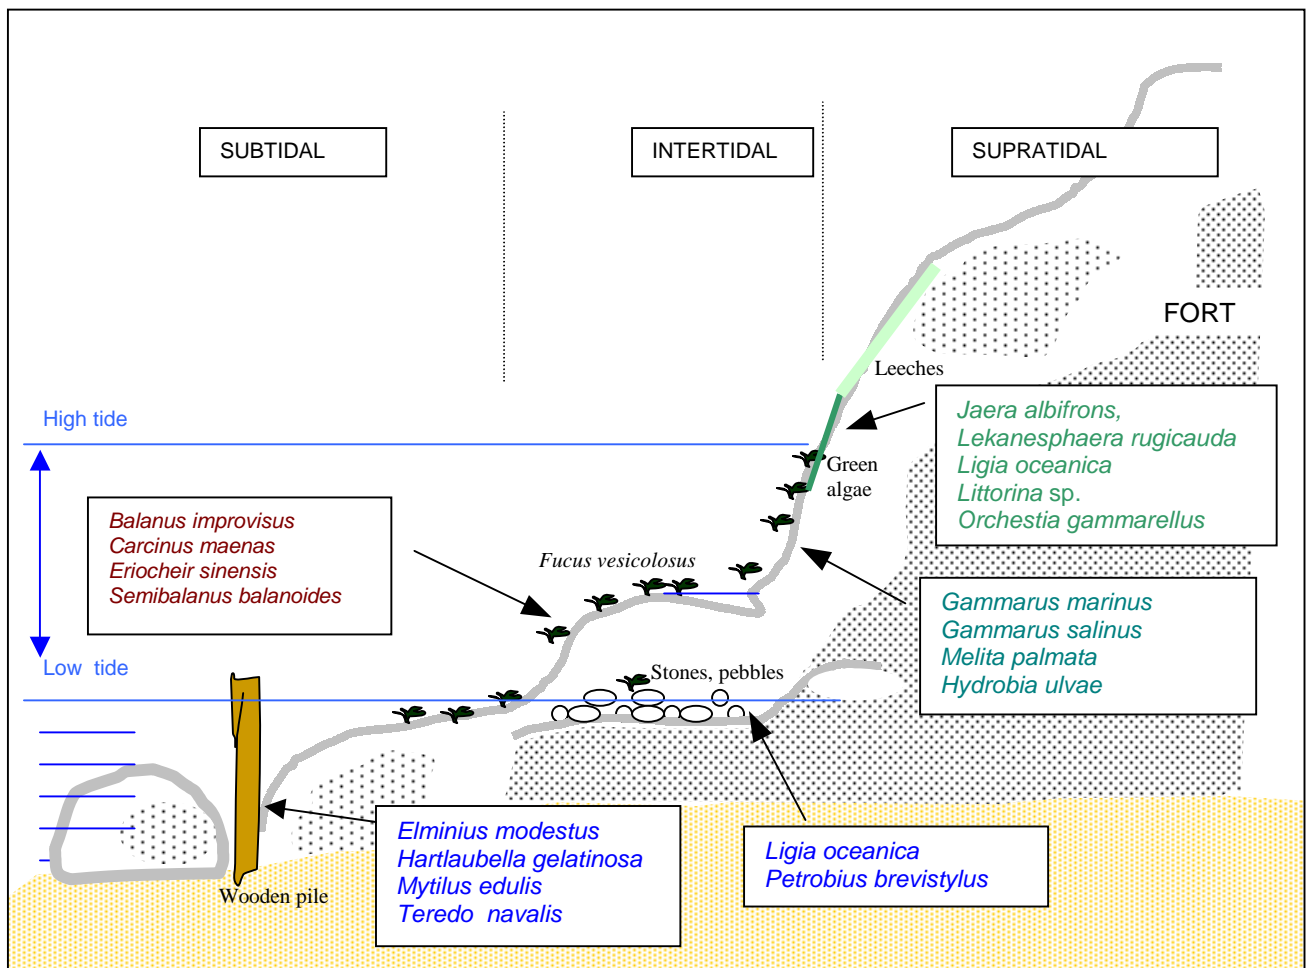 SUBTIDAL
INTERTIDAL
SUPRATIDAL
FORT
Leeches
High tide
Jaera albifrons,
Lekanesphaera rugicauda
Ligia oceanica
Littorina sp.
Orchestia gammarellus
Green
algae
Balanus improvisus
Carcinus maenas
Eriocheir sinensis
Semibalanus balanoides
Fucus vesicolosus
Gammarus marinus
Gammarus salinus
Melita palmata
Hydrobia ulvae
Low tide
Stones, pebbles
Elminius modestus
Hartlaubella gelatinosa
Mytilus edulis
Teredo navalis
Ligia oceanica
Petrobius brevistylus
Wooden pile